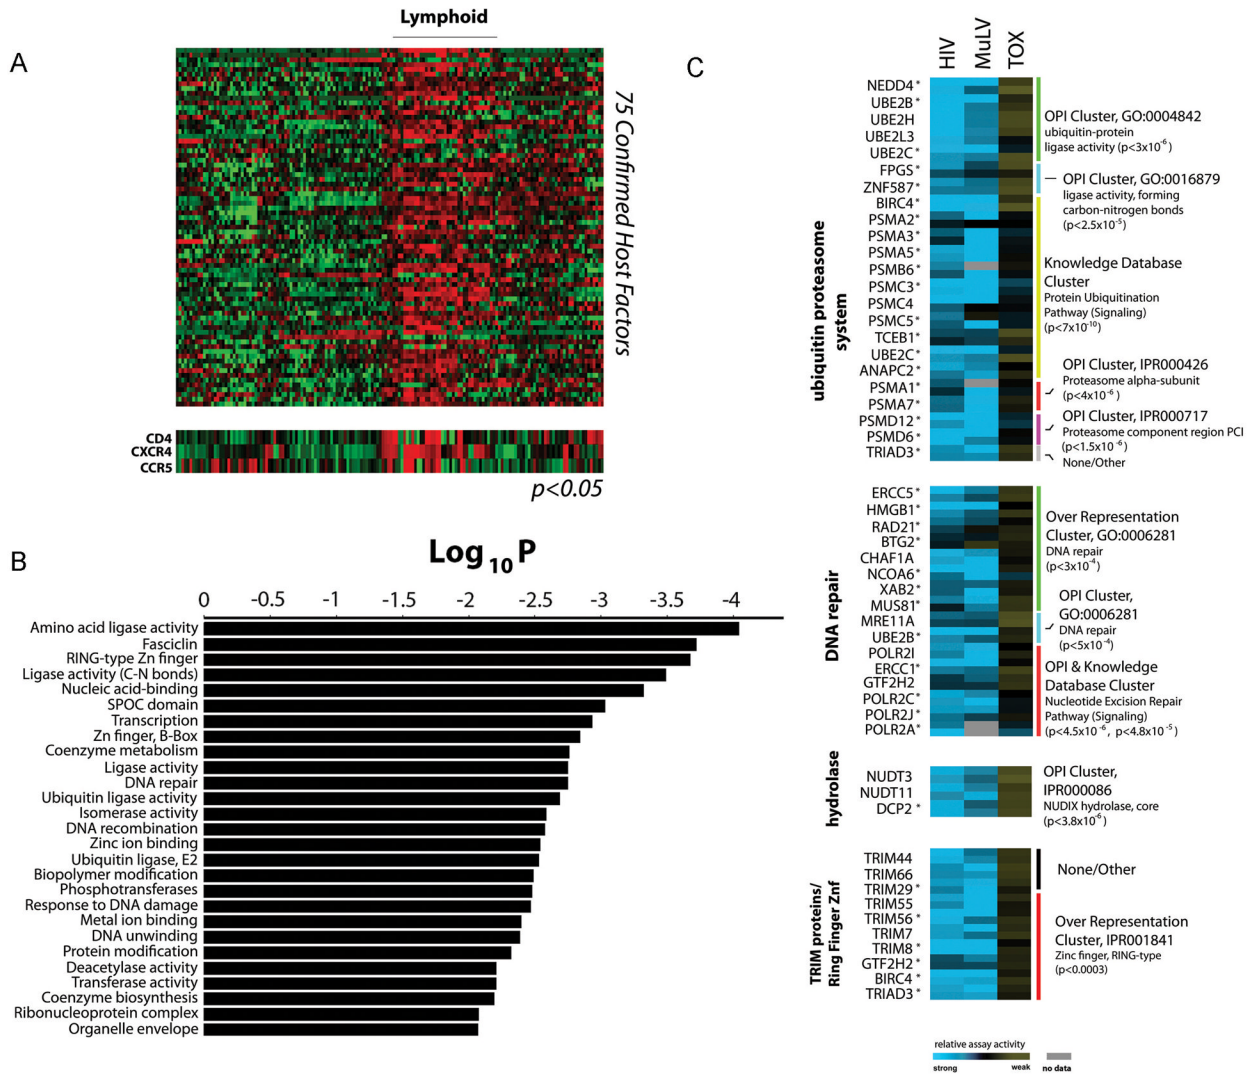 A
Lymphoid
75 Confirmed Host Factors
CD4
CXCR4
CCR5
p<0.05
B
Log10P
0 -0.5 -1 -1.5 -2 -2.5 -3 -3.5 -4
Amino acid ligase activity
Fasciclin
RING-type Zn finger
Ligase activity (C-N bonds)
Nucleic acid-binding
SPOC domain
Transcription
Zn finger, B-Box
Coenzyme metabolism
Ligase activity
DNA repair
Ubiquitin ligase activity
Isomerase activity
DNA recombination
Zinc ion binding
Ubiquitin ligase, E2
Biopolymer modification
Phosphotransferases
Response to DNA damage
Metal ion binding
DNA unwinding
Protein modification
Deacetylase activity
Transferase activity
Coenzyme biosynthesis
Ribonucleoprotein complex
Organelle envelope
C
HIV MuLV TOX
ubiquitin proteasome
system
NEDD4*
UBE2B*
UBE2H
UBE2L3
UBE2C*
FPGS*
ZNF587*
BIRC4*
PSMA2*
PSMA3*
PSMA5*
PSMB6*
PSMC3*
PSMC4
PSMC5*
TCEB1*
UBE2C*
ANAPC2*
PSMA1*
PSMA7*
PSMD12*
PSMD6*
TRIAD3*
OPI Cluster, GO:0004842
ubiquitin-protein
ligase activity (p<3x10-6)
OPI Cluster, GO:0016879
ligase activity, forming
carbon-nitrogen bonds
(p<2.5x10-5)
Knowledge Database
Cluster
Protein Ubiquitination
Pathway (Signaling)
(p<7x10-10)
OPI Cluster, IPR000426
Proteasome alpha-subunit
(p<4x10-6)
OPI Cluster, IPR000717
Proteasome component region PCI
(p<1.5x10-6)
None/Other
DNA repair
ERCC5*
HMGB1*
RAD21*
BTG2*
CHAF1A
NCOA6*
XAB2*
MUS81*
MRE11A
UBE2B*
POLR2I
ERCC1*
GTF2H2
POLR2C*
POLR2J*
POLR2A*
Over Representation
Cluster, GO:0006281
DNA repair
(p<3x10-4)
OPI Cluster,
GO:0006281
DNA repair
(p<5x10-4)
OPI & Knowledge
Database Cluster
Nucleotide Excision Repair
Pathway (Signaling)
(p<4.5x10-6, p<4.8x10-5)
hydrolase
NUDT3
NUDT11
DCP2*
OPI Cluster,
IPR000086
NUDIX hydrolase, core
(p<3.8x10-6)
TRIM proteins/
Ring Finger Znf
TRIM44
TRIM66
TRIM29*
TRIM55
TRIM56*
TRIM7
TRIM8*
GTF2H2*
BIRC4*
TRIAD3*
None/Other
Over Representation
Cluster, IPR001841
Zinc finger, RING-type
(p<0.0003)
relative assay activity
strong weak no data